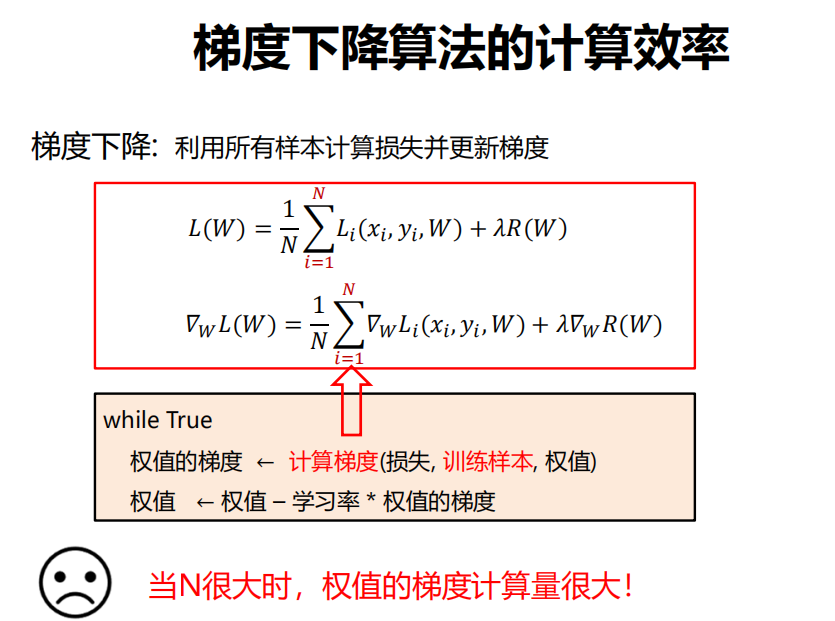 梯度下降算法的计算效率
梯度下降: 利用所有样本计算损失并更新梯度
$L(W) = \frac{1}{N}\sum_{i=1}^{N} L_i(x_i, y_i, W) + \lambda R(W)$
$\nabla_W L(W) = \frac{1}{N}\sum_{i=1}^{N} \nabla_W L_i(x_i, y_i, W) + \lambda \nabla_W R(W)$
while True
权值的梯度 ← 计算梯度(损失, 训练样本, 权值)
权值 ← 权值 – 学习率 * 权值的梯度
当N很大时，权值的梯度计算量很大！